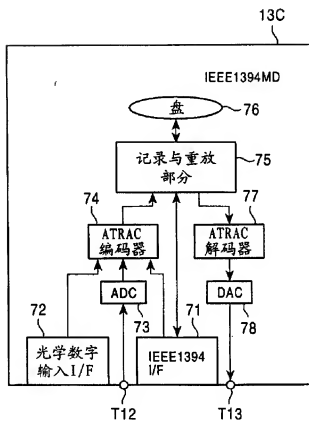 13C
IEEE1394MD
盘
76
记录与重放
部分
75
74
77
ATRAC
编码器
ATRAC
解码器
72
ADC
73
71
DAC
78
光学数字
输入I/F
IEEE1394
I/F
T12
T13